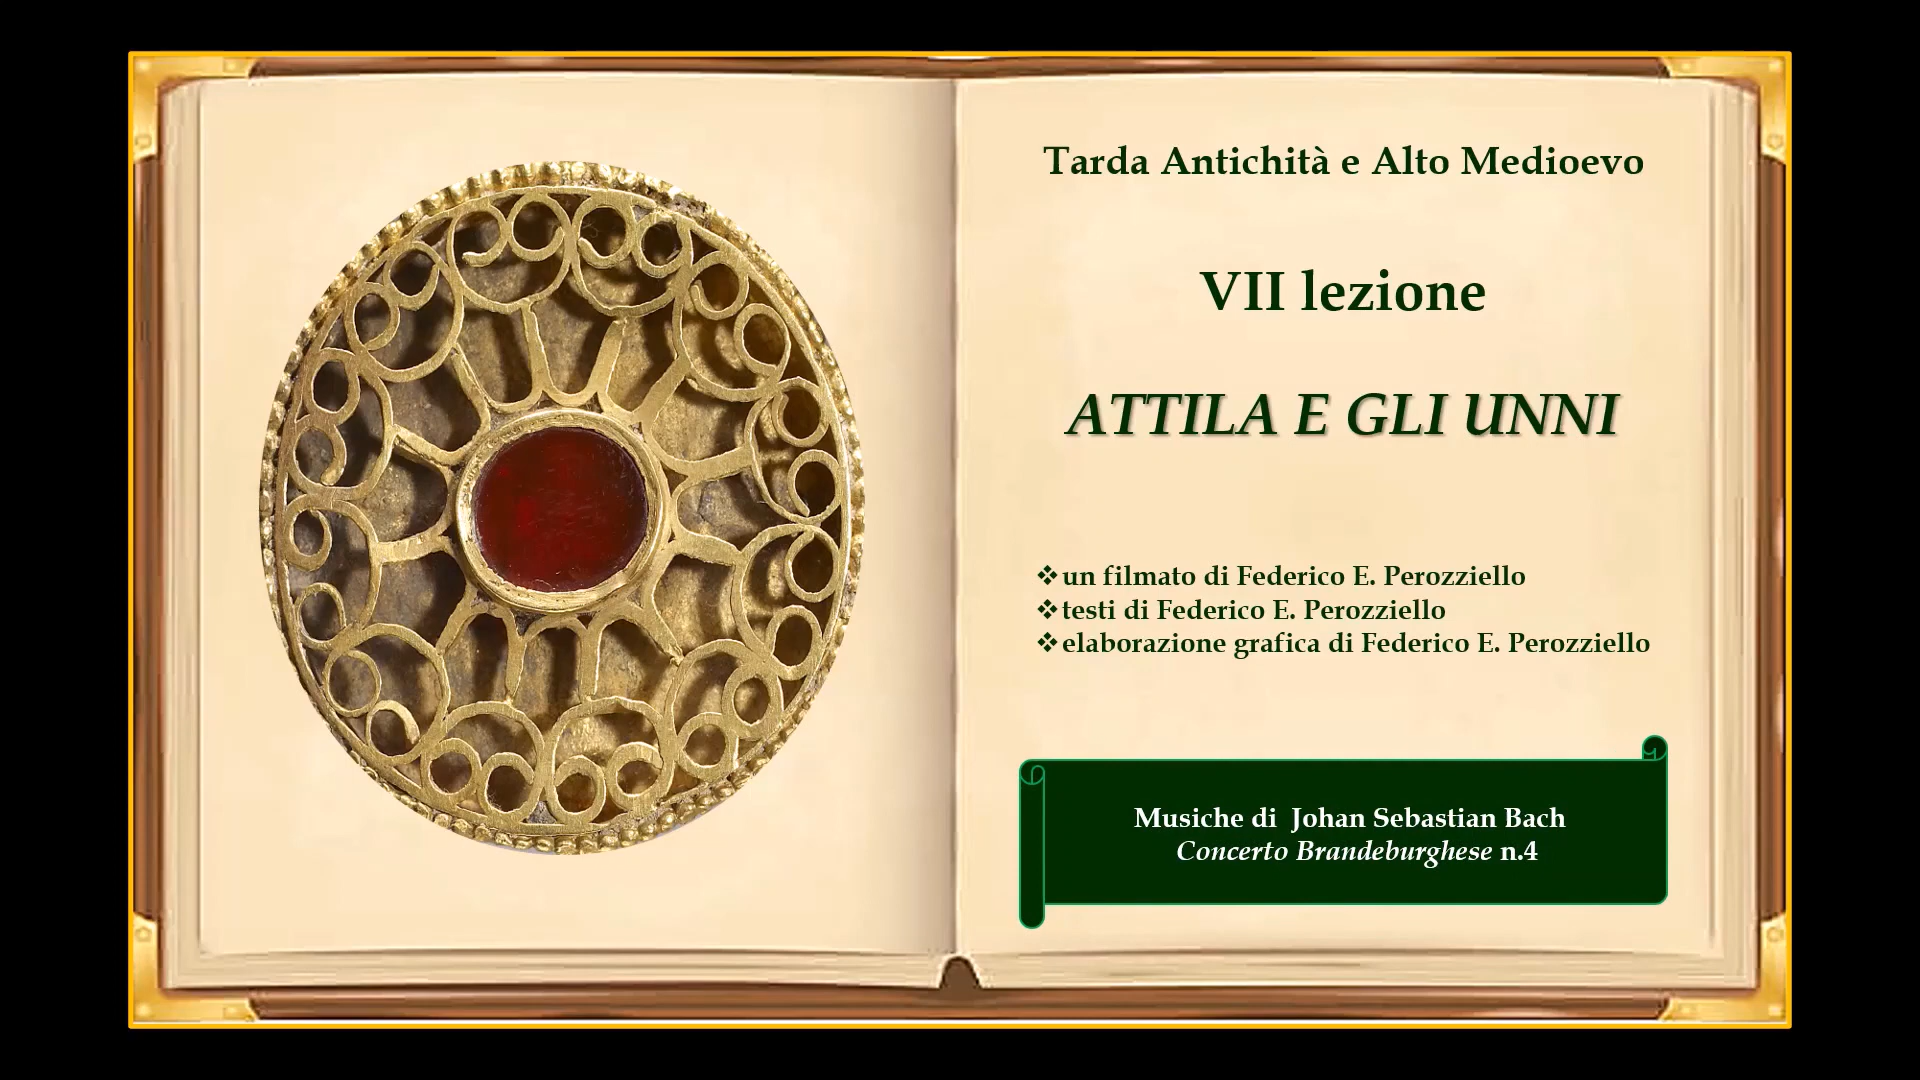 Tarda Antichità e Alto Medioevo
VII lezione
ATTILA E GLI UNNI
❖un filmato di Federico E. Perozziello
❖testi di Federico E. Perozziello
❖elaborazione grafica di Federico E. Perozziello
Musiche di  Johan Sebastian Bach
Concerto Brandeburghese n.4